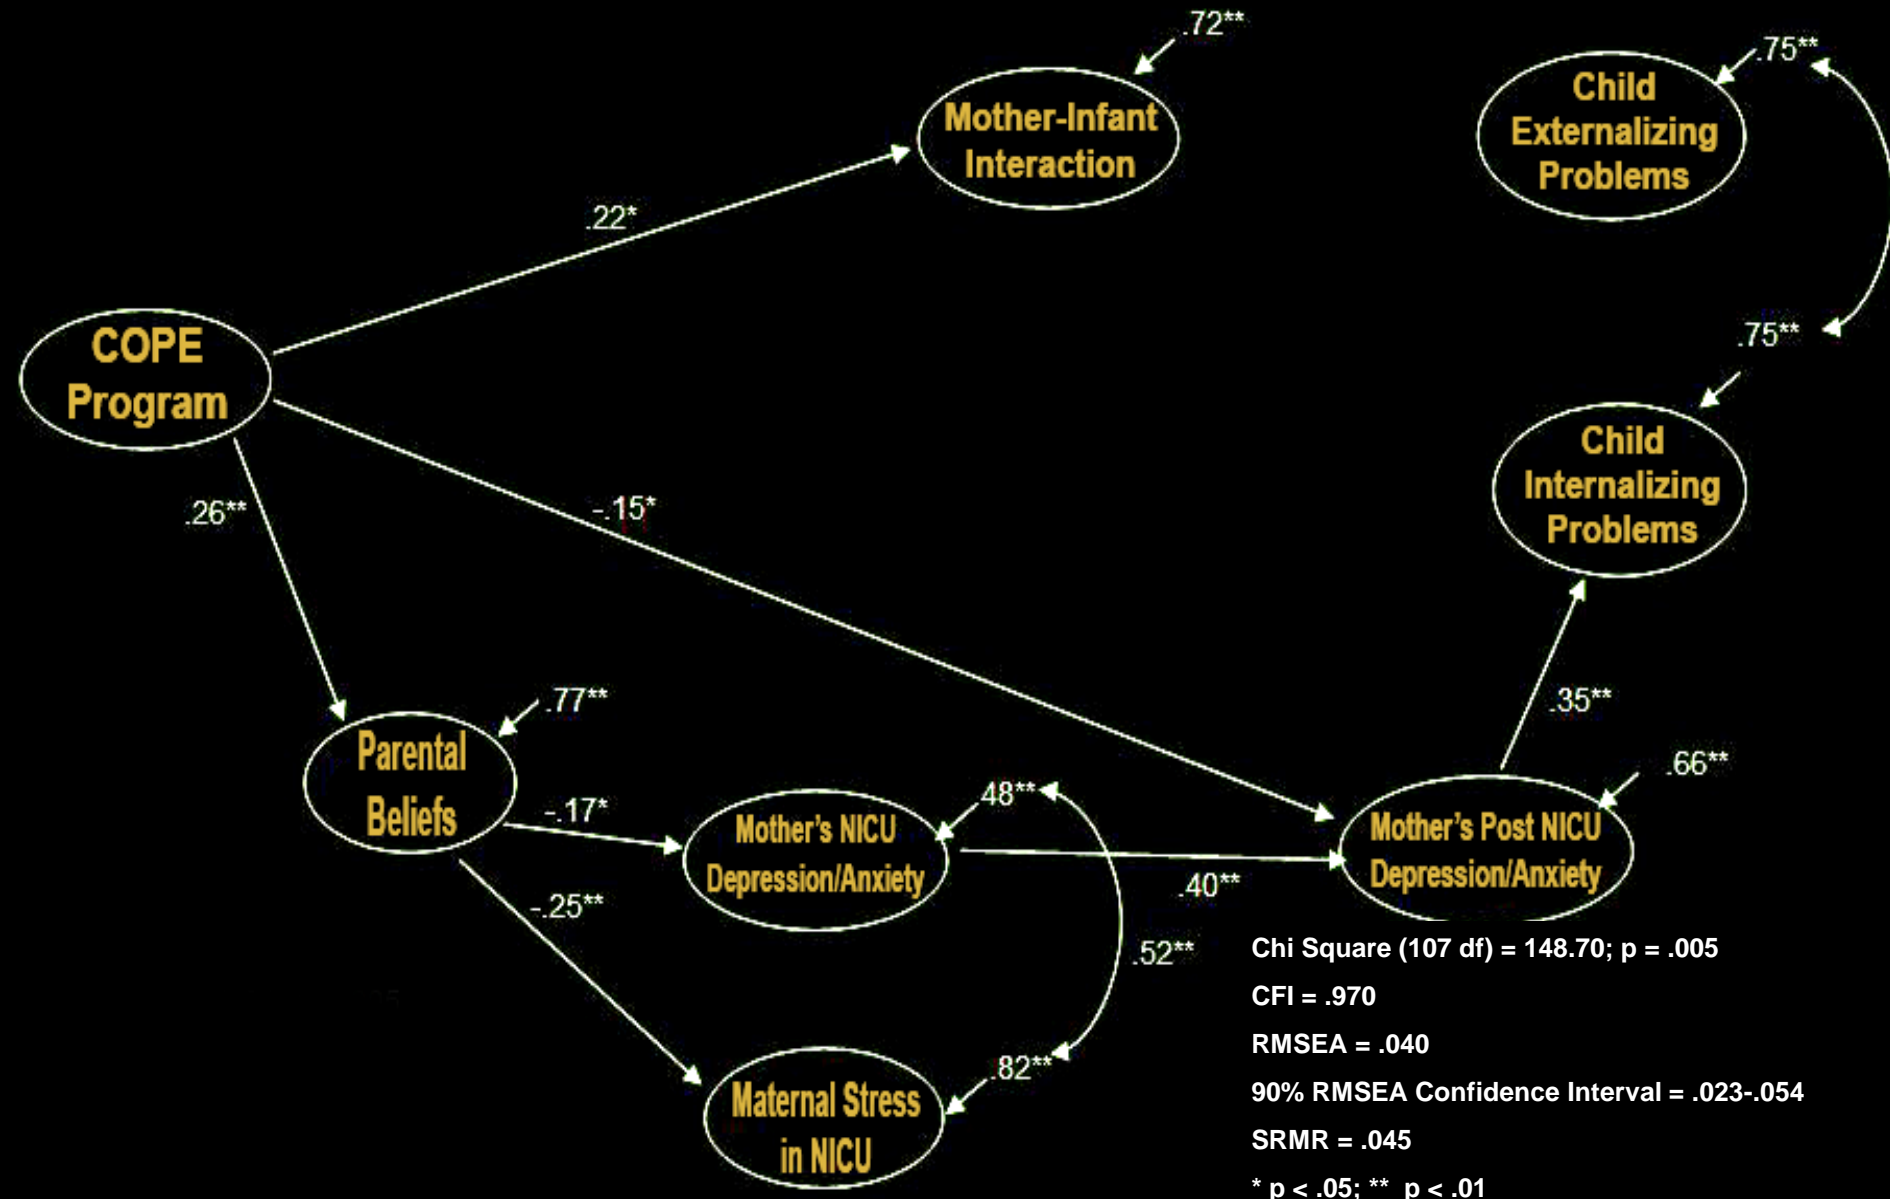 .72**
.75**
Mother-Infant
Interaction
Child
Externalizing
Problems
.22*
COPE
Program
.75**
Child
Internalizing
Problems
.26**
-.15*
.35**
.77**
.66**
Parental
Beliefs
-.17*
.48**
Mother's NICU
Depression/Anxiety
Mother's Post NICU
Depression/Anxiety
.40**
-.25**
.52**
.82**
Maternal Stress
in NICU
Chi Square (107 df) = 148.70; p = .005
CFI = .970
RMSEA = .040
90% RMSEA Confidence Interval = .023-.054
SRMR = .045
* p < .05; ** p < .01